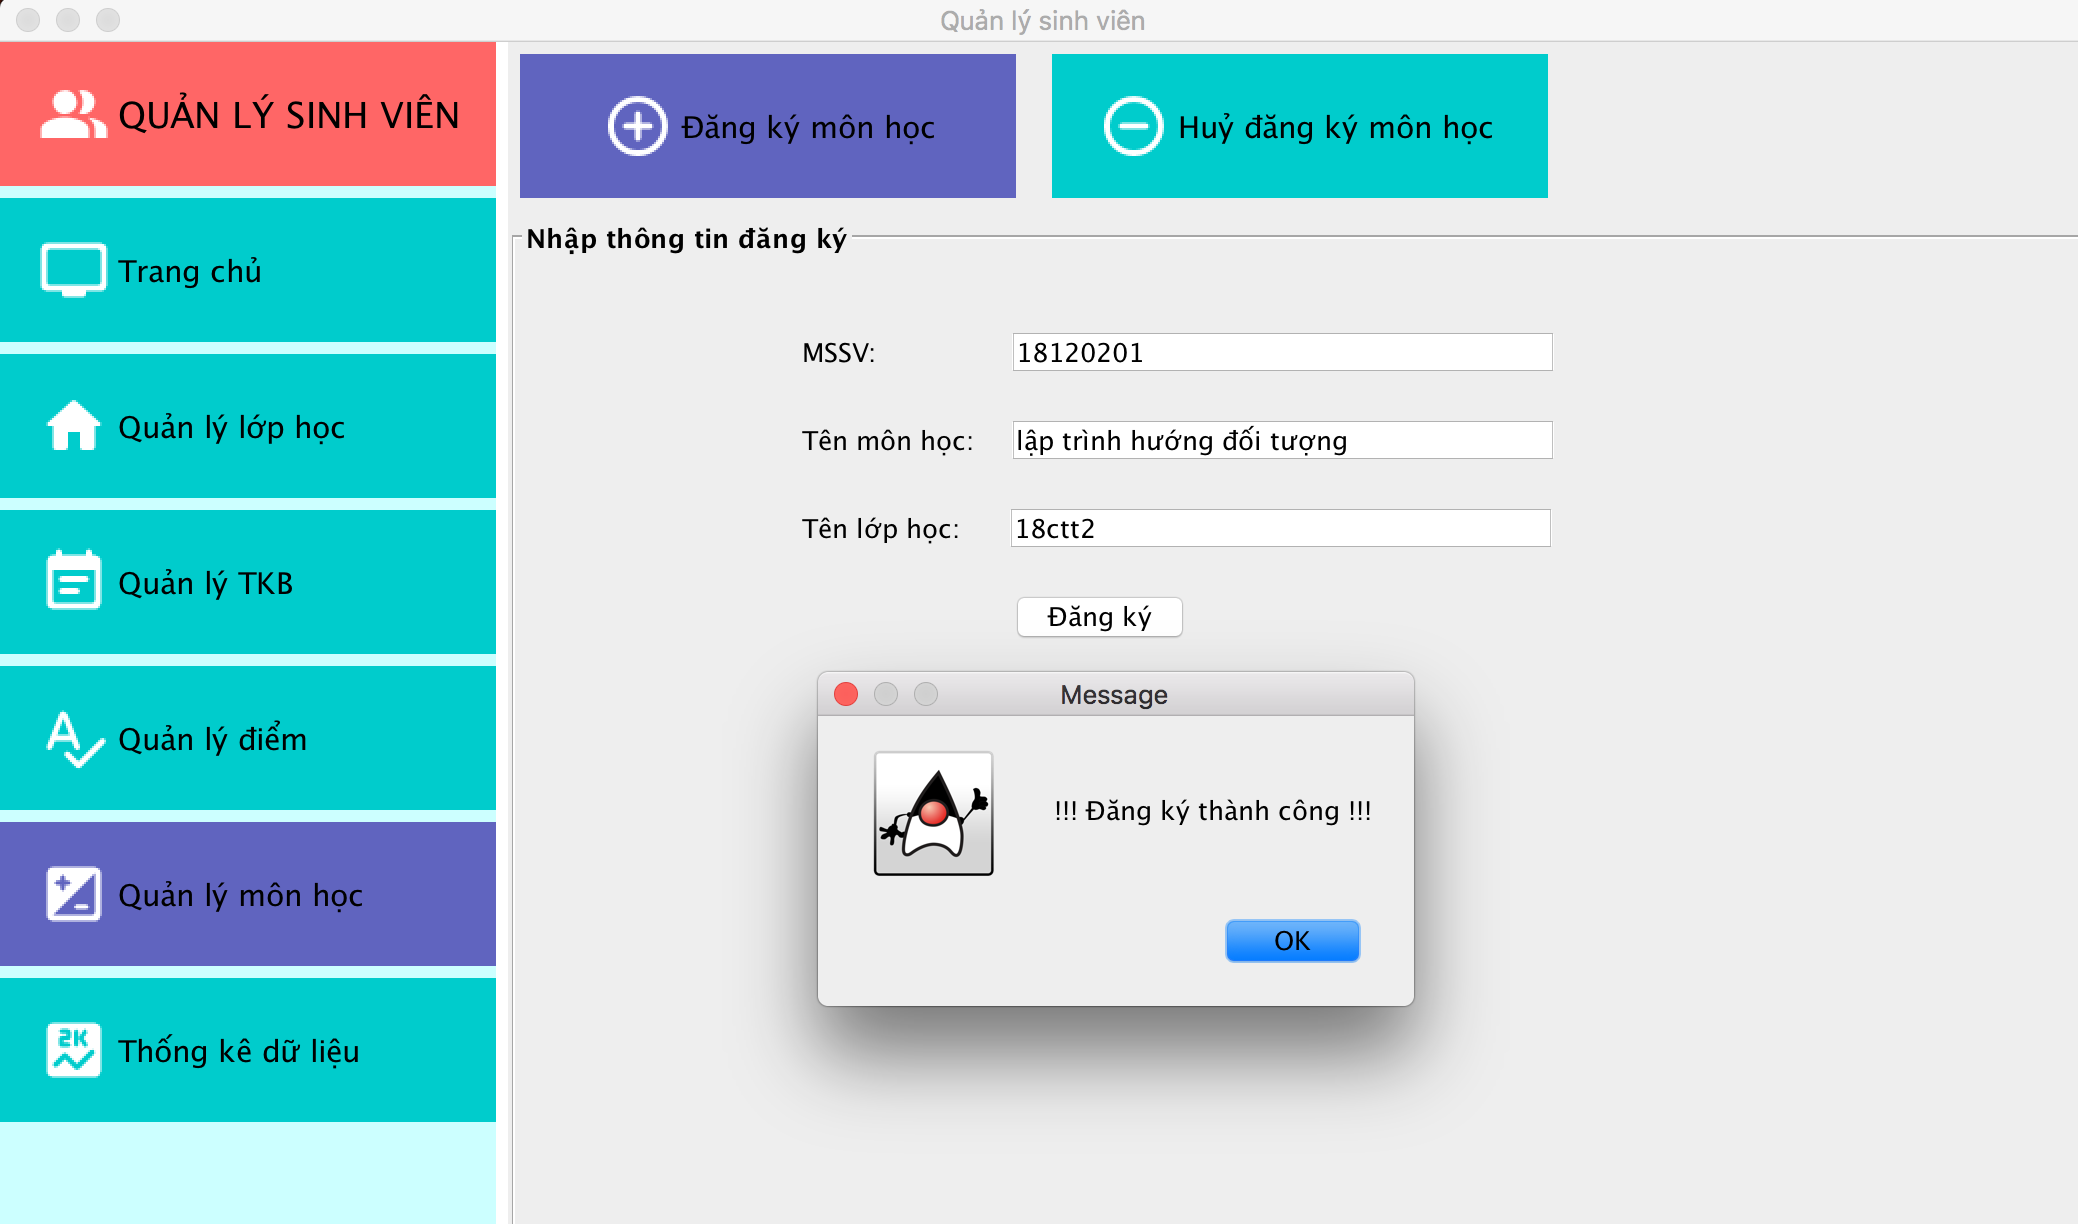 Quản lý sinh viên
QUẢN LÝ SINH VIÊN
Trang chủ
Quản lý lớp học
Quản lý TKB
Quản lý điểm
Quản lý môn học
2K
Thống kê dữ liệu
Đăng ký môn học
Huỷ đăng ký môn học
Nhập thông tin đăng ký
MSSV: 18120201
Tên môn học: lập trình hướng đối tượng
Tên lớp học: 18ctt2
Đăng ký
Message
!!! Đăng ký thành công !!!
OK